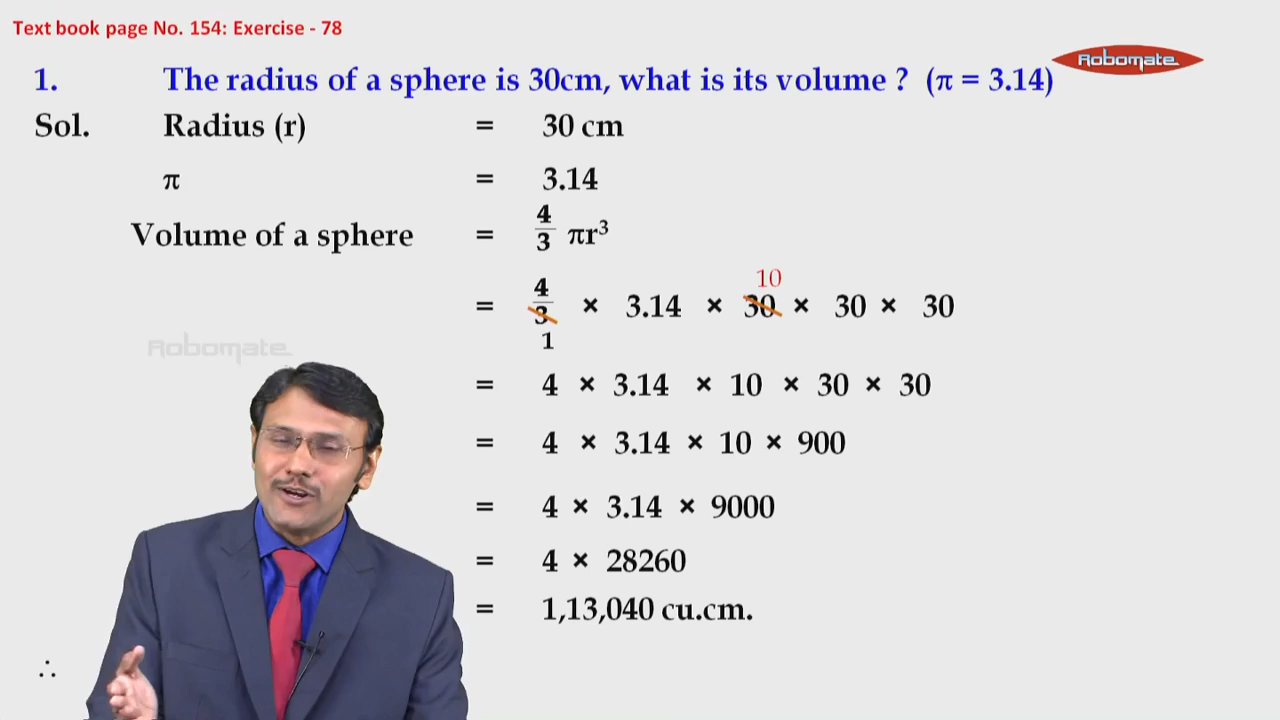 Text book page No. 154: Exercise - 78
Robomate
1. The radius of a sphere is 30cm, what is its volume ? (π = 3.14)
Sol. Radius (r) = 30 cm
π = 3.14
Volume of a sphere = 4/3 πr³
10
= 4/3 × 3.14 × 30 × 30 × 30
1
Robomate
= 4 × 3.14 × 10 × 30 × 30
= 4 × 3.14 × 10 × 900
= 4 × 3.14 × 9000
= 4 × 28260
= 1,13,040 cu.cm.
∴